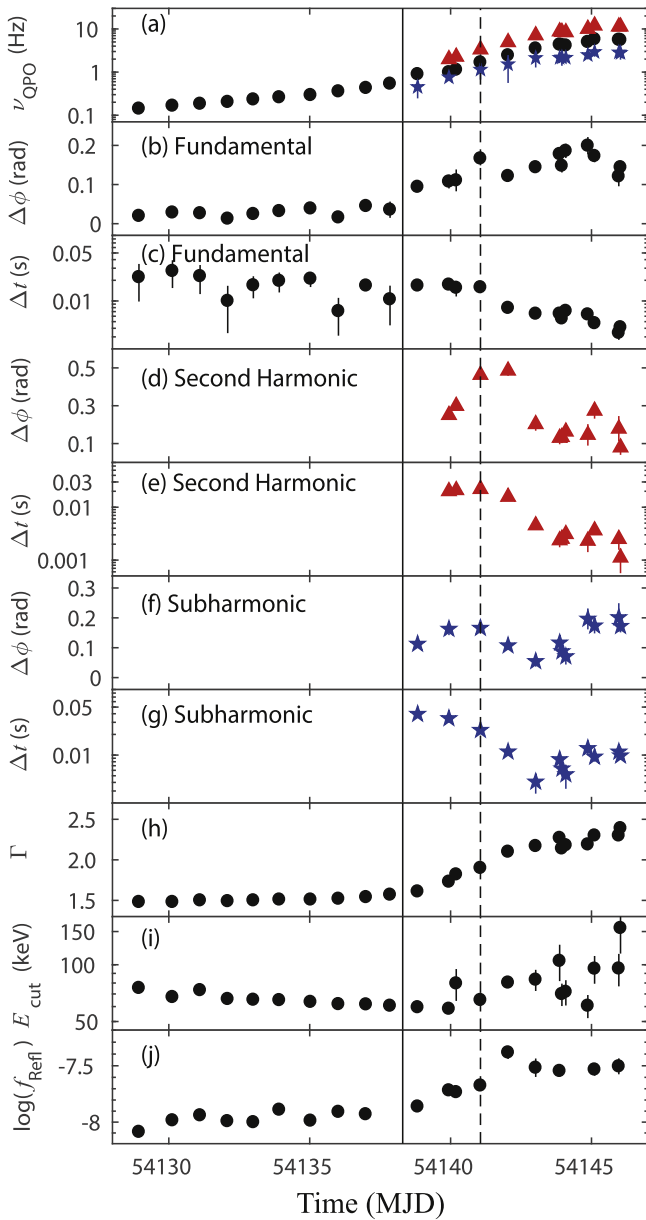 (a)
ν_QPO (Hz)
10
1
0.1
(b) Fundamental
Δϕ (rad)
0.2
0.1
0
(c) Fundamental
Δt (s)
0.05
0.01
(d) Second Harmonic
Δϕ (rad)
0.5
0.3
0.1
(e) Second Harmonic
Δt (s)
0.03
0.01
0.001
(f) Subharmonic
Δϕ (rad)
0.3
0.2
0.1
0
(g) Subharmonic
Δt (s)
0.05
0.01
(h)
Γ
2.5
2.0
1.5
(i)
E_cut (keV)
150
100
50
(j)
log(f_Refl)
-7.5
-8
54130 54135 54140 54145
Time (MJD)